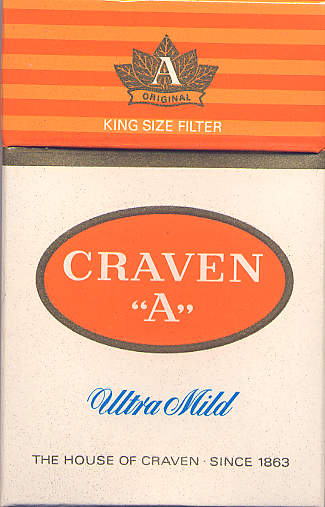 A
ORIGINAL
KING SIZE FILTER
CRAVEN
“A”
Ultra Mild
THE HOUSE OF CRAVEN · SINCE 1863